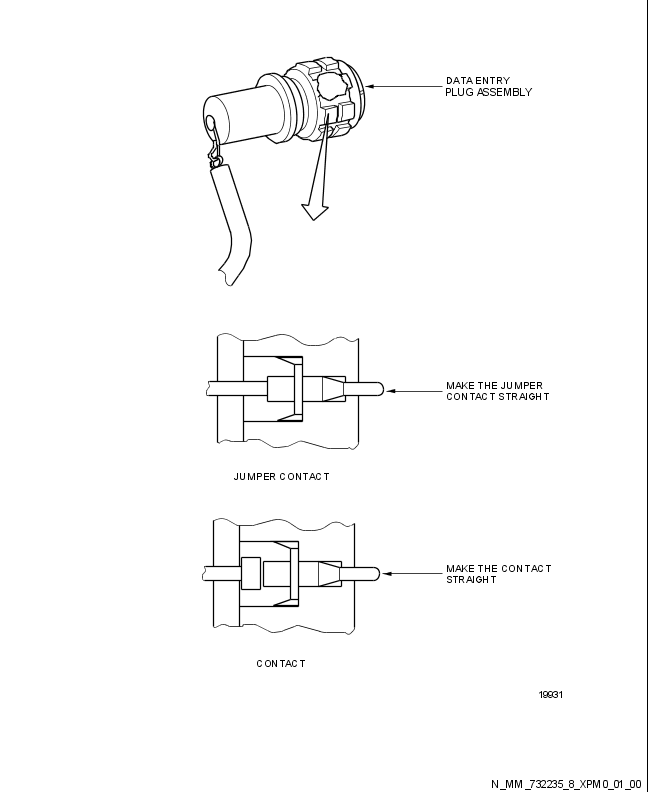 DATA ENTRY
PLUG ASSEMBLY
MAKE THE JUMPER
CONTACT STRAIGHT
JUMPER CONTACT
MAKE THE CONTACT
STRAIGHT
CONTACT
19931
N_MM_732235_8_XPM0_01_00